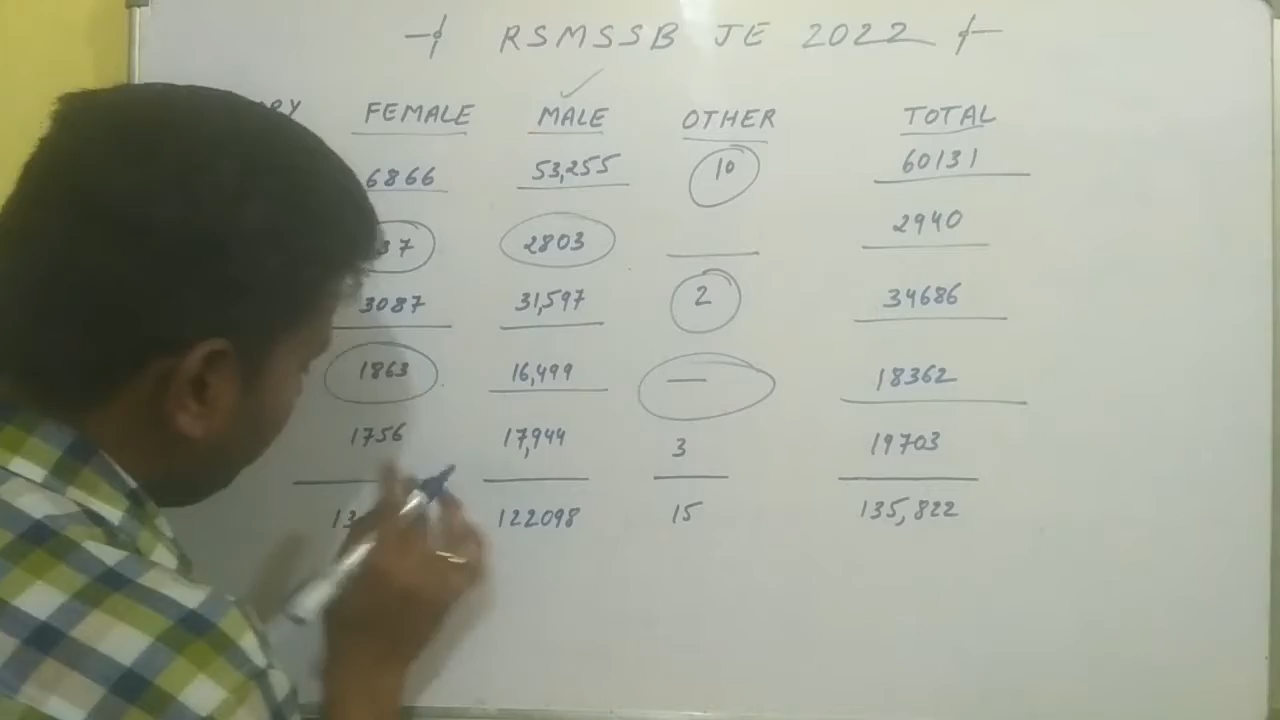 RSMSSB JE 2022
FEMALE MALE OTHER TOTAL
6866 53,255 10 60131
37 2803 2940
3087 31,597 2 34686
1863 16,499 — 18362
1756 17,944 3 19703
122098 15 135,822